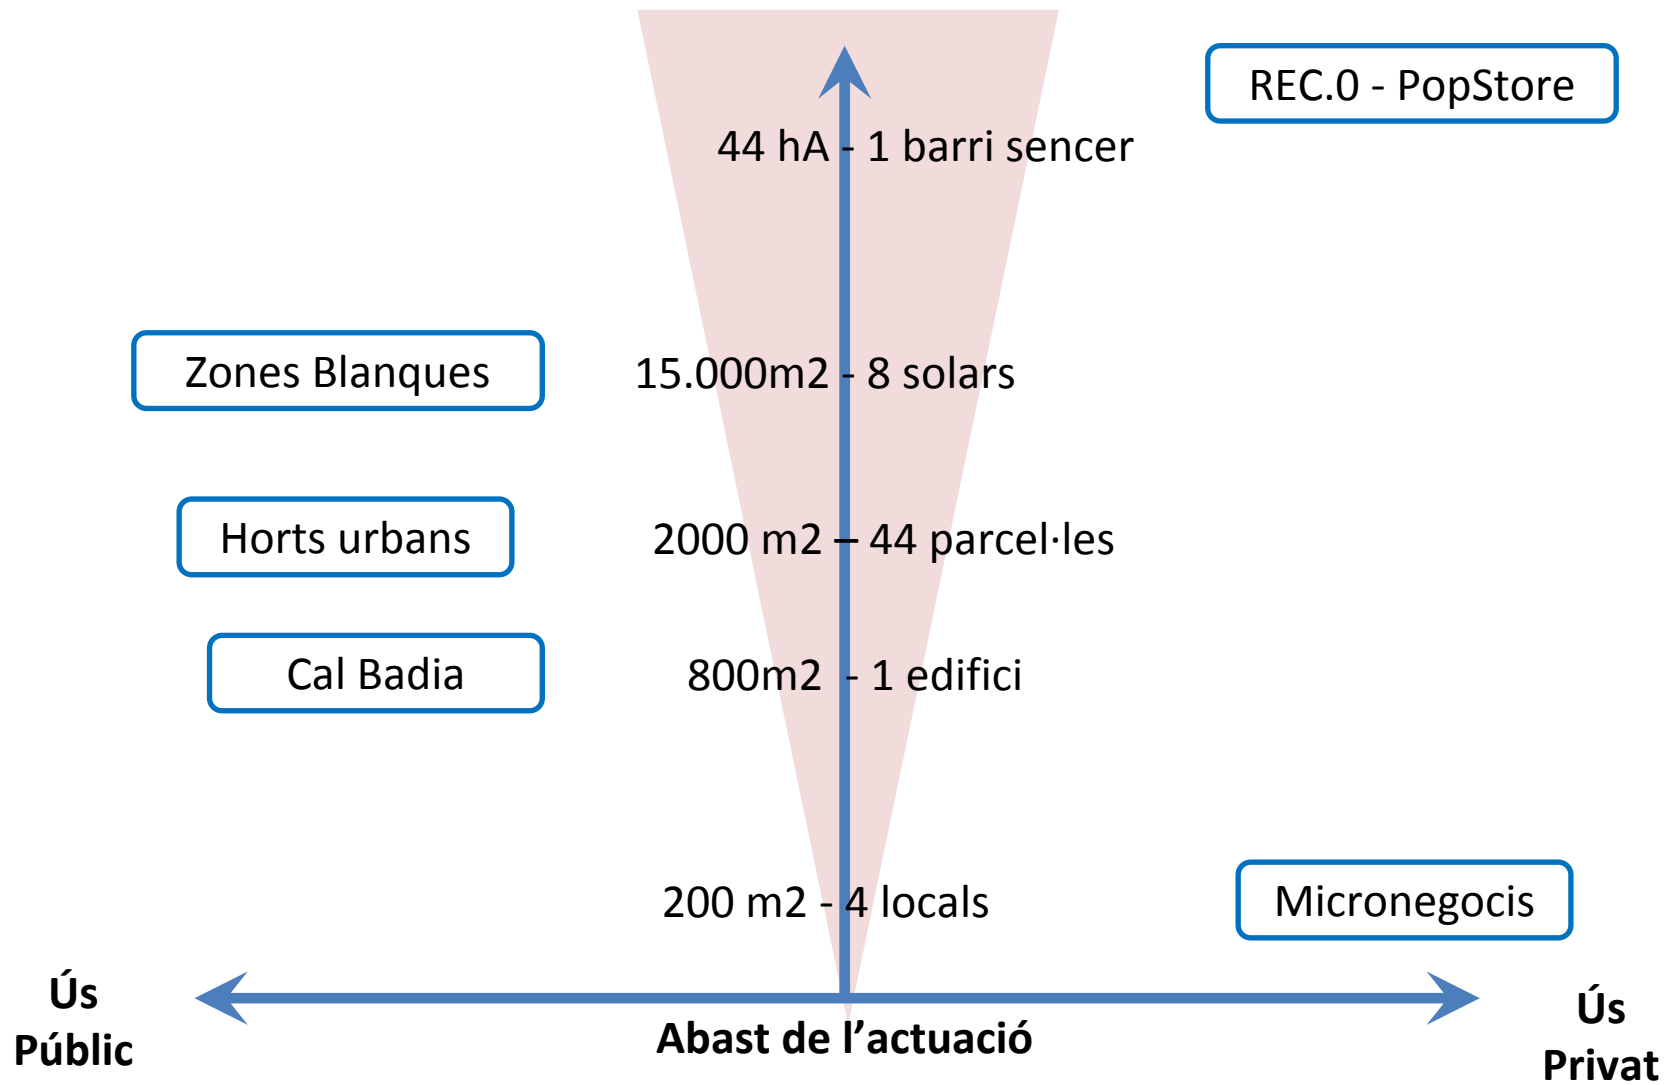 REC.0 - PopStore
44 hA - 1 barri sencer
Zones Blanques
15.000m2 - 8 solars
Horts urbans
2000 m2 – 44 parcel·les
Cal Badia
800m2 - 1 edifici
200 m2 - 4 locals
Micronegocis
Ús
Públic
Abast de l’actuació
Ús
Privat